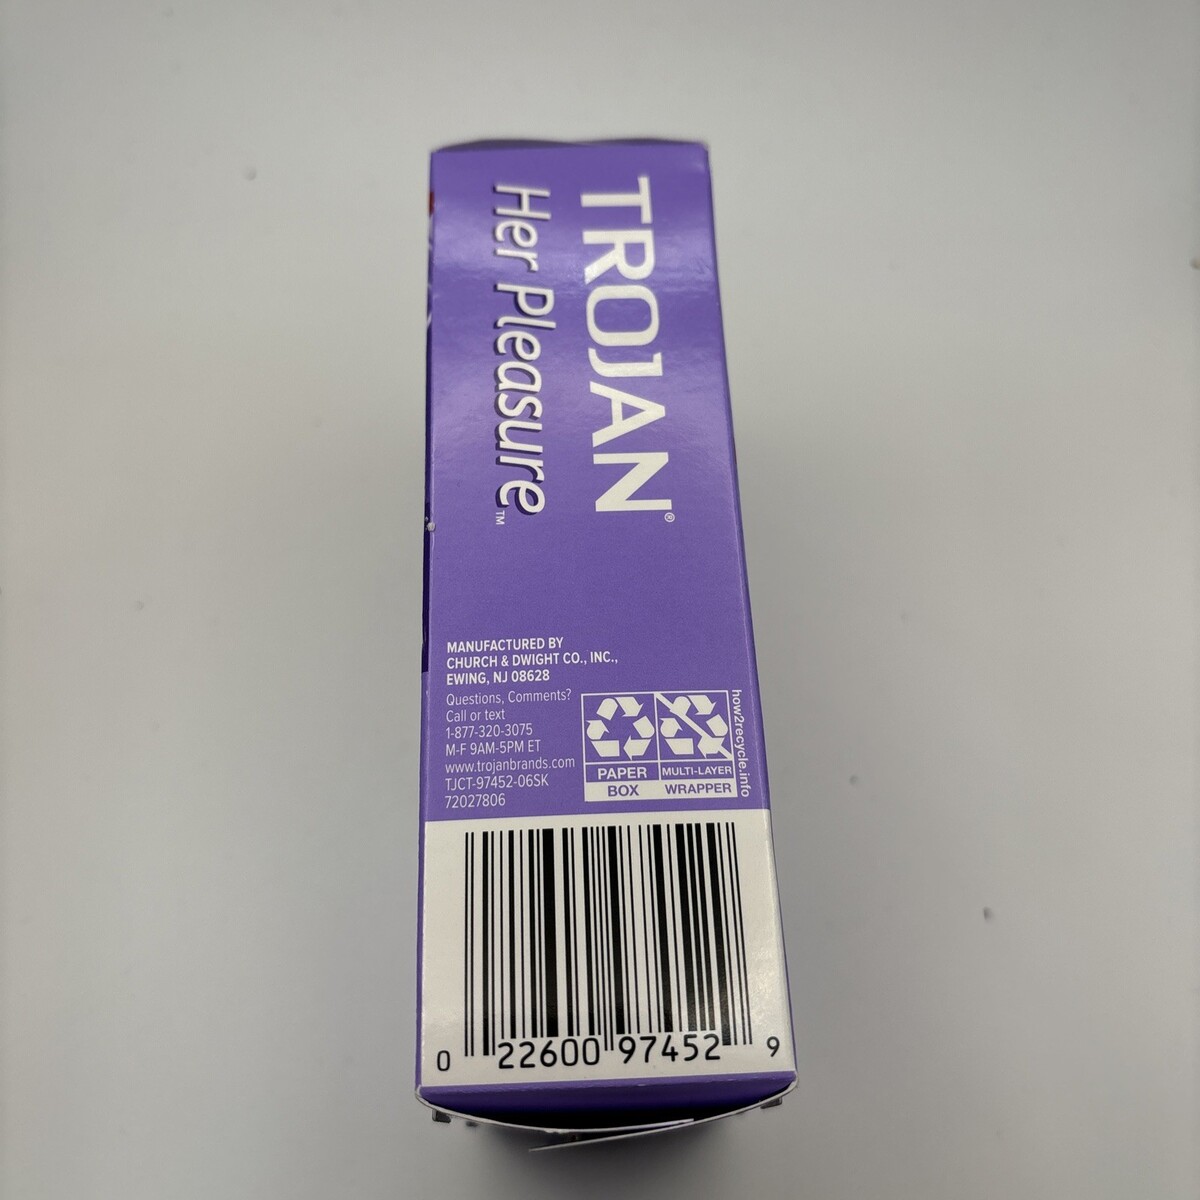 TROJAN®
Her Pleasure™
MANUFACTURED BY
CHURCH & DWIGHT CO., INC.,
EWING, NJ 08628
Questions, Comments?
Call or text
1-877-320-3075
M-F 9AM-5PM ET
www.trojanbrands.com
TJCT-97452-06SK
72027806
PAPER
BOX
MULTI-LAYER
WRAPPER
how2recycle.info
0 22600 97452 9